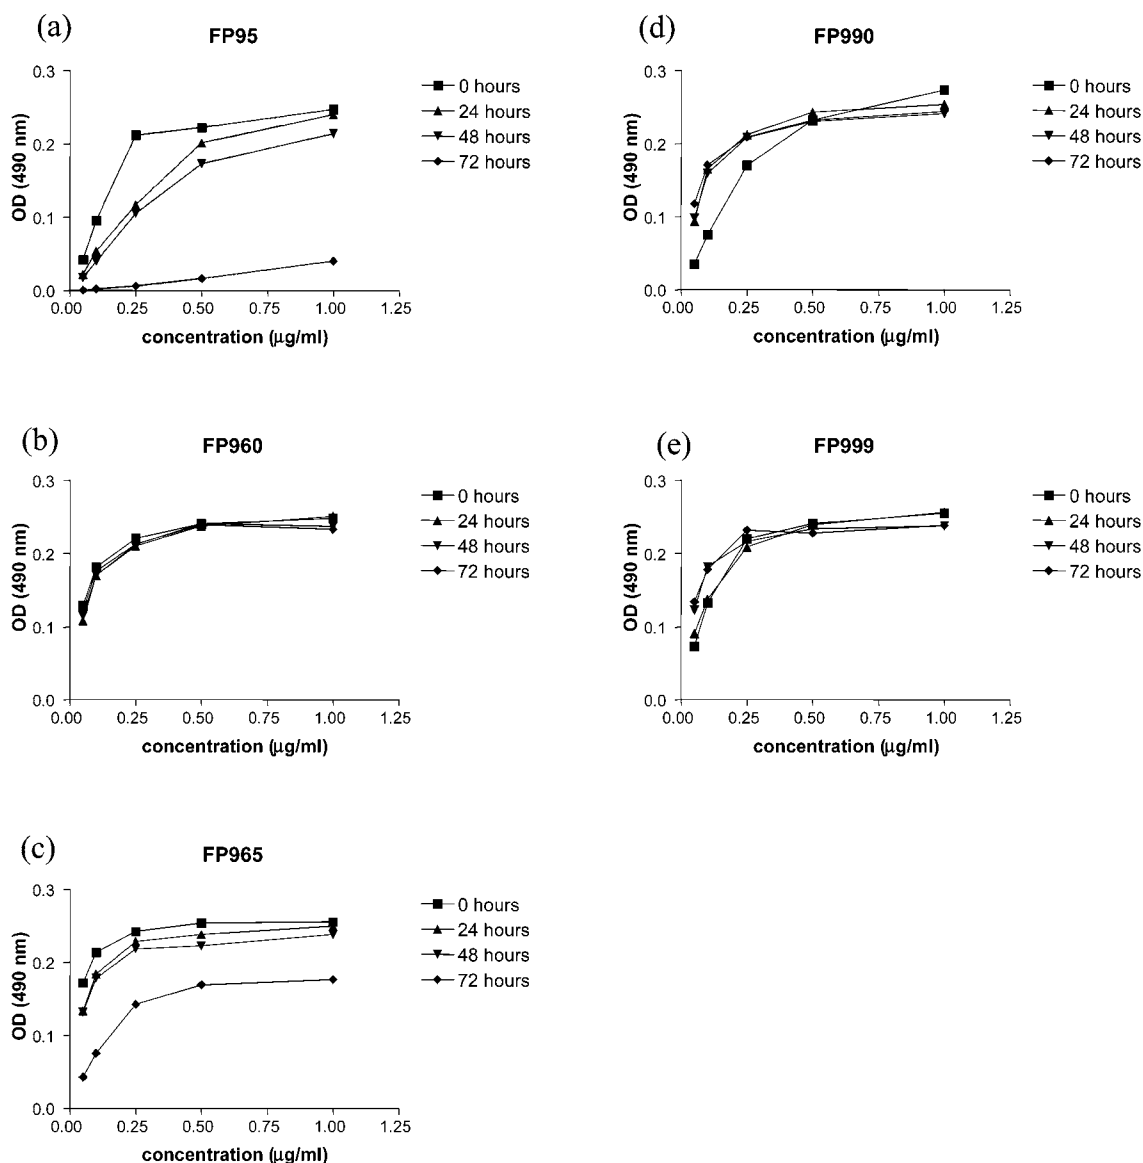 (a)
FP95
0.3
0.2
0.1
0.0
OD (490 nm)
0.00 0.25 0.50 0.75 1.00 1.25
concentration (μg/ml)
0 hours
24 hours
48 hours
72 hours
(d)
FP990
0.3
0.2
0.1
0.0
OD (490 nm)
0.00 0.25 0.50 0.75 1.00 1.25
concentration (μg/ml)
0 hours
24 hours
48 hours
72 hours
(b)
FP960
0.3
0.2
0.1
0.0
OD (490 nm)
0.00 0.25 0.50 0.75 1.00 1.25
concentration (μg/ml)
0 hours
24 hours
48 hours
72 hours
(e)
FP999
0.3
0.2
0.1
0.0
OD (490 nm)
0.00 0.25 0.50 0.75 1.00 1.25
concentration (μg/ml)
0 hours
24 hours
48 hours
72 hours
(c)
FP965
0.3
0.2
0.1
0.0
OD (490 nm)
0.00 0.25 0.50 0.75 1.00 1.25
concentration (μg/ml)
0 hours
24 hours
48 hours
72 hours